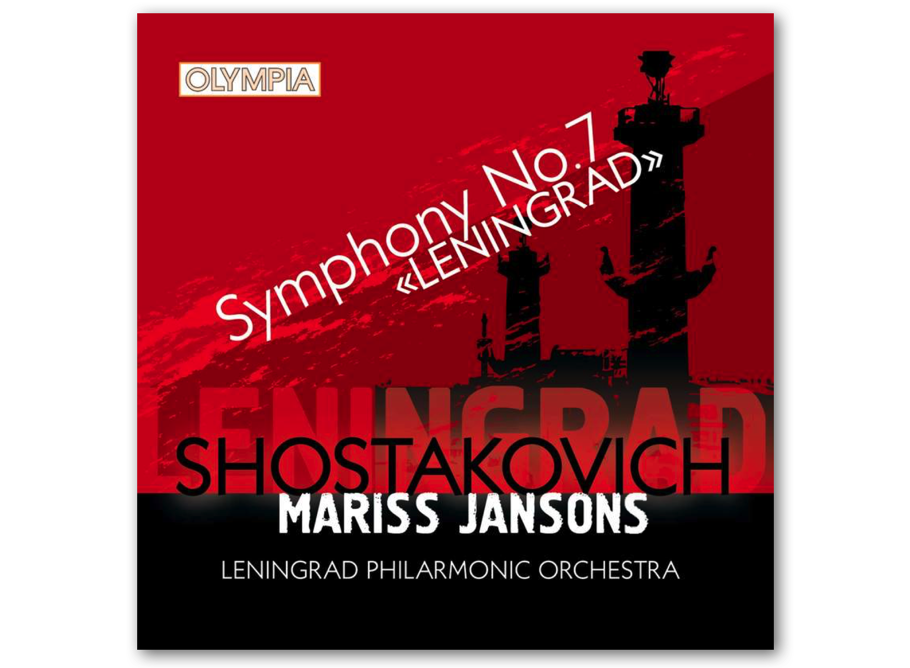 OLYMPIA
Symphony No.7
«LENINGRAD»
LENINGRAD
SHOSTAKOVICH
MARISS JANSONS
LENINGRAD PHILARMONIC ORCHESTRA